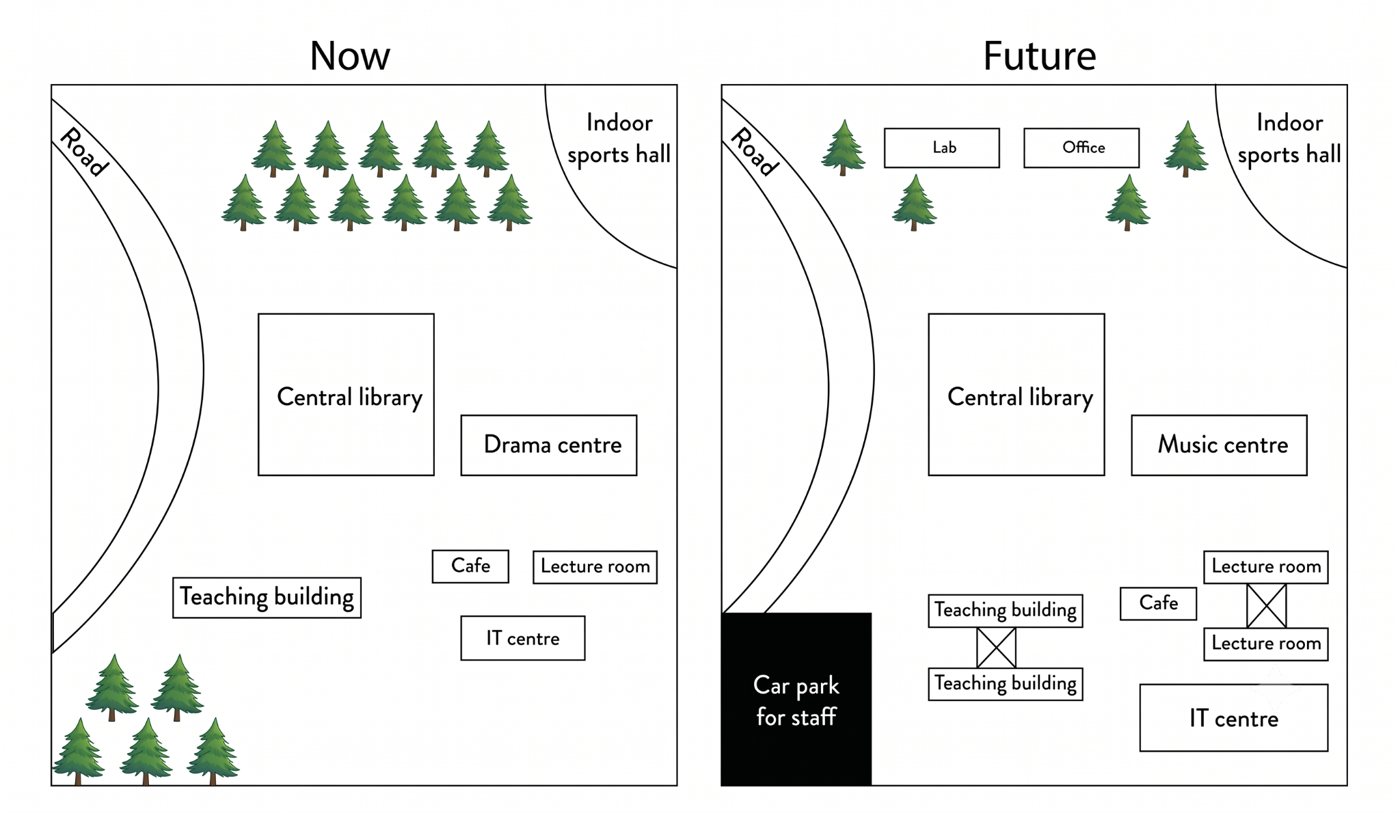 Now
Road
Indoor
sports hall
Central library
Drama centre
Cafe
Lecture room
Teaching building
IT centre
Future
Road
Lab
Office
Indoor
sports hall
Central library
Music centre
Lecture room
Cafe
Teaching building
Lecture room
Teaching building
Car park
for staff
IT centre